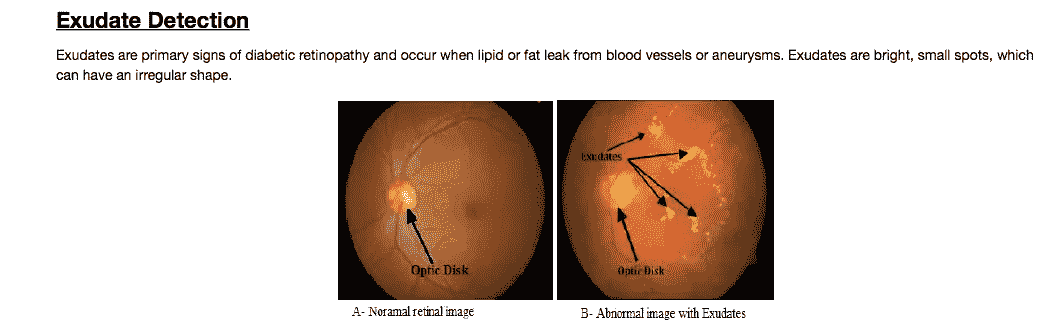 Exudate Detection
Exudates are primary signs of diabetic retinopathy and occur when lipid or fat leak from blood vessels or aneurysms. Exudates are bright, small spots, which
can have an irregular shape.
Exudates
Optic Disk
Optic Disk
A- Noramal retinal image
B- Abnormal image with Exudates